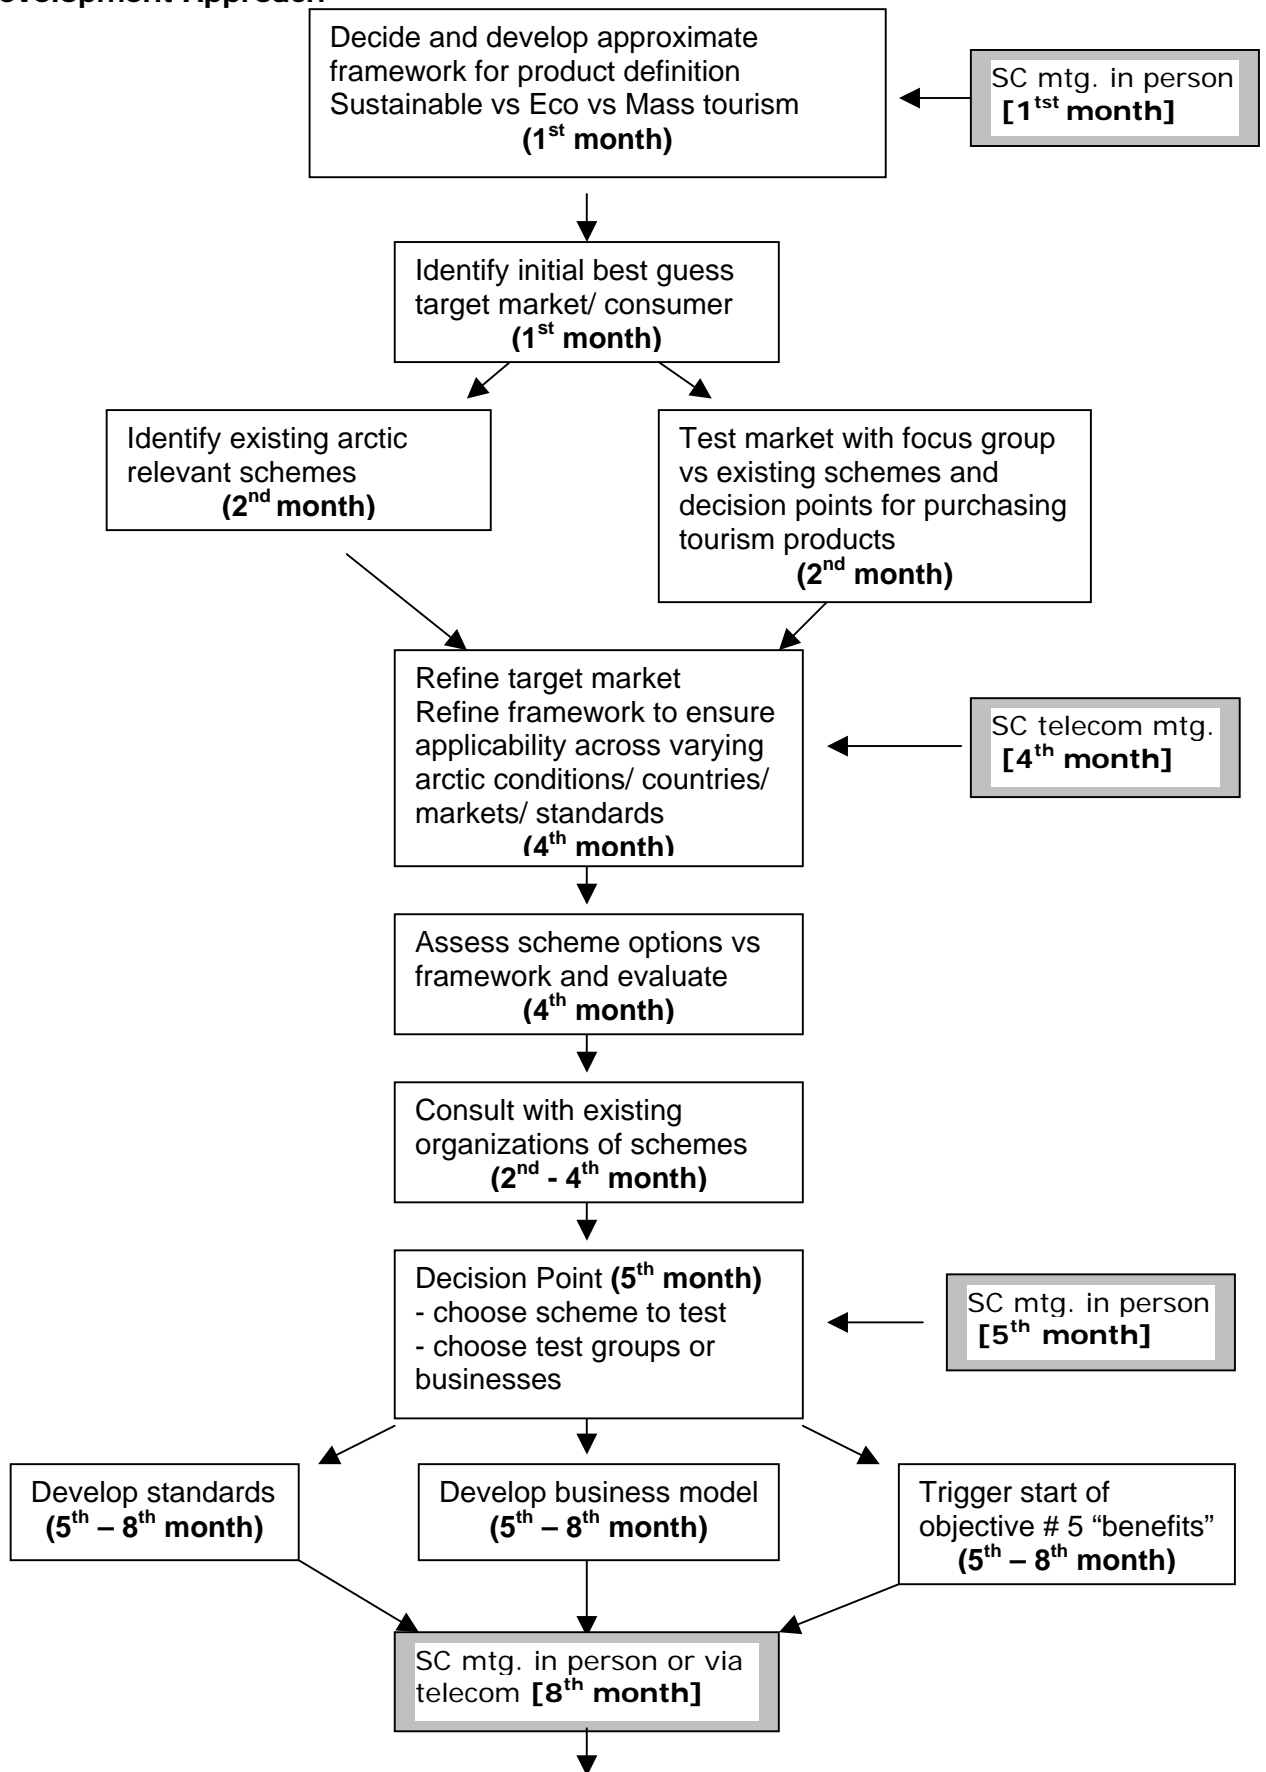 Decide and develop approximate
framework for product definition
Sustainable vs Eco vs Mass tourism
(1st month)
SC mtg. in person
[1tst month]
Identify initial best guess
target market/ consumer
(1st month)
Identify existing arctic
relevant schemes
(2nd month)
Test market with focus group
vs existing schemes and
decision points for purchasing
tourism products
(2nd month)
Refine target market
Refine framework to ensure
applicability across varying
arctic conditions/ countries/
markets/ standards
(4th month)
SC telecom mtg.
[4th month]
Assess scheme options vs
framework and evaluate
(4th month)
Consult with existing
organizations of schemes
(2nd - 4th month)
Decision Point (5th month)
- choose scheme to test
- choose test groups or
businesses
SC mtg. in person
[5th month]
Develop standards
(5th – 8th month)
Develop business model
(5th – 8th month)
Trigger start of
objective # 5 “benefits”
(5th – 8th month)
SC mtg. in person or via
telecom [8th month]